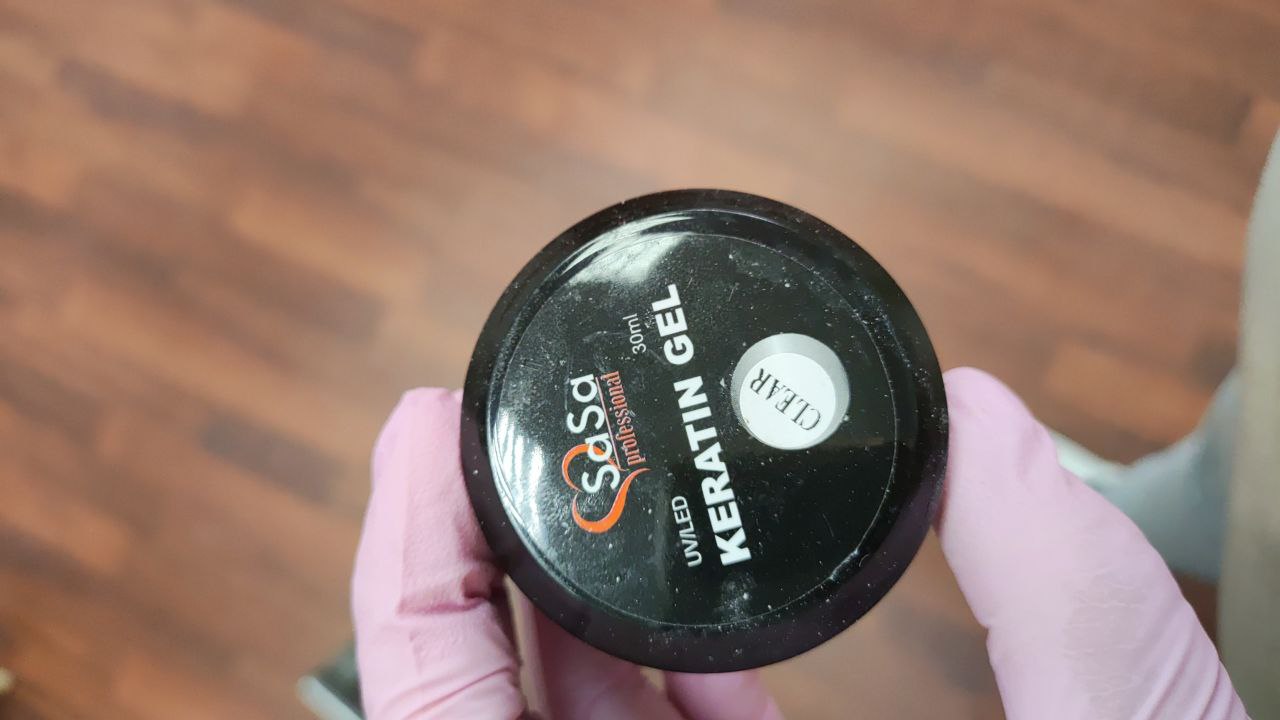 SaSa
professional
30ml
UV/LED
KERATIN GEL
CLEAR